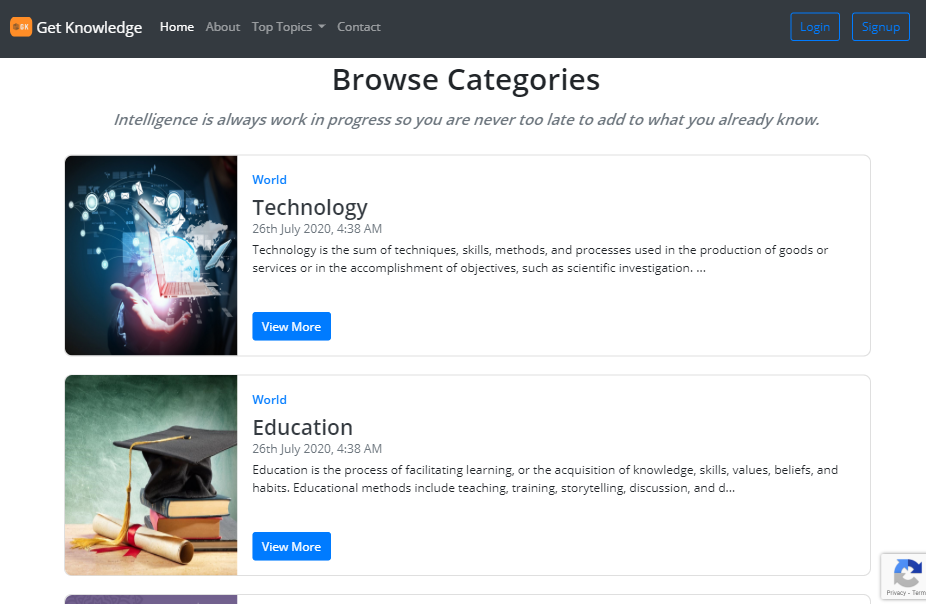 GK Get Knowledge Home About Top Topics Contact Login Signup
Browse Categories
Intelligence is always work in progress so you are never too late to add to what you already know.
World
Technology
26th July 2020, 4:38 AM
Technology is the sum of techniques, skills, methods, and processes used in the production of goods or
services or in the accomplishment of objectives, such as scientific investigation. ...
View More
World
Education
26th July 2020, 4:38 AM
Education is the process of facilitating learning, or the acquisition of knowledge, skills, values, beliefs, and
habits. Educational methods include teaching, training, storytelling, discussion, and d...
View More
Privacy - Term